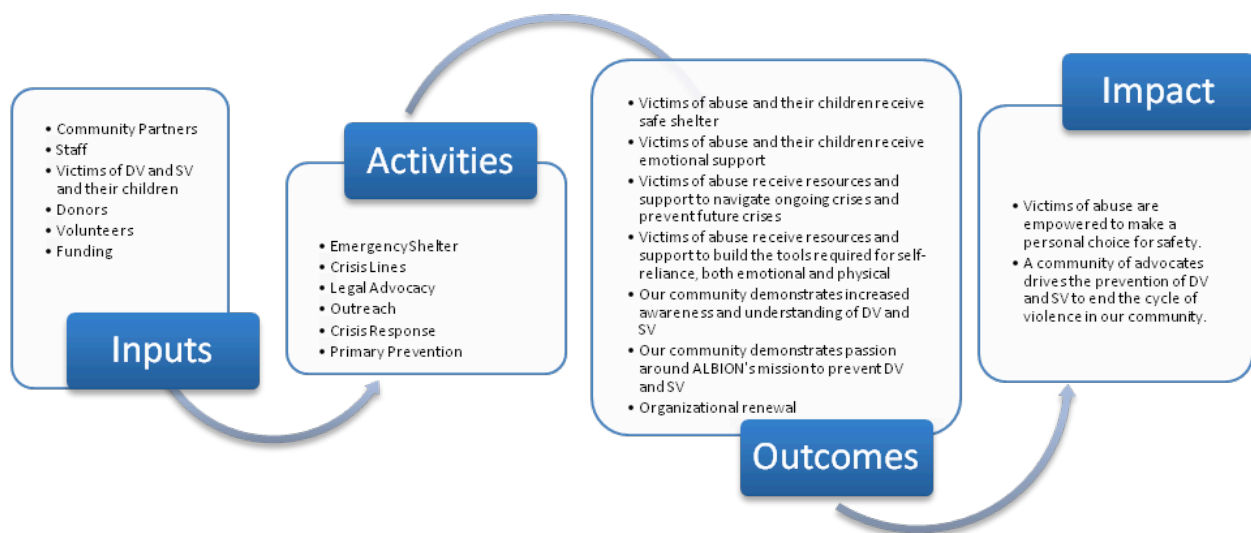 • Community Partners
• Staff
• Victims of DV and SV
and their children
• Donors
• Volunteers
• Funding
Inputs
Activities
• Emergency Shelter
• Crisis Lines
• Legal Advocacy
• Outreach
• Crisis Response
• Primary Prevention
• Victims of abuse and their children receive
safe shelter
• Victims of abuse and their children receive
emotional support
• Victims of abuse receive resources and
support to navigate ongoing crises and
prevent future crises
• Victims of abuse receive resources and
support to build the tools required for self-
reliance, both emotional and physical
• Our community demonstrates increased
awareness and understanding of DV and
SV
• Our community demonstrates passion
around ALBION's mission to prevent DV
and SV
• Organizational renewal
Outcomes
Impact
• Victims of abuse are
empowered to make a
personal choice for safety.
• A community of advocates
drives the prevention of DV
and SV to end the cycle of
violence in our community.